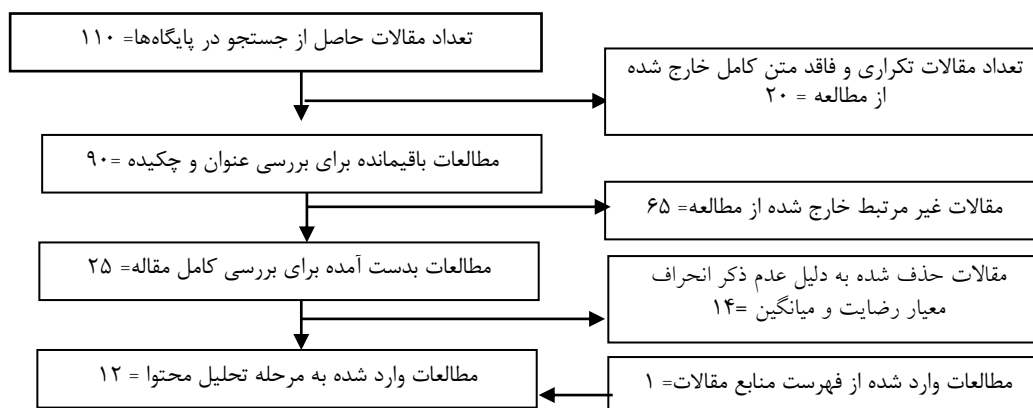 تعداد مقالات حاصل از جستجو در پایگاه‌ها= ۱۱۰
تعداد مقالات تکراری و فاقد متن کامل خارج شده
از مطالعه = ۲۰
مطالعات باقیمانده برای بررسی عنوان و چکیده =۹۰
مقالات غیر مرتبط خارج شده از مطالعه= ۶۵
مطالعات بدست آمده برای بررسی کامل مقاله= ۲۵
مقالات حذف شده به دلیل عدم ذکر انحراف
معیار رضایت و میانگین =۱۴
مطالعات وارد شده به مرحله تحلیل محتوا = ۱۲
مطالعات وارد شده از فهرست منابع مقالات= ۱